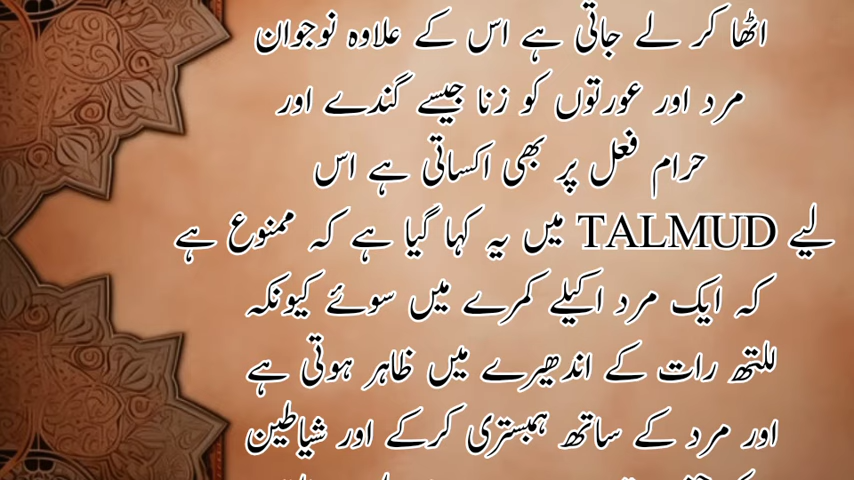 اٹھا کر لے جاتی ہے اس کے علاوہ نوجوان
مرد اور عورتوں کو زنا جیسے گندے اور
حرام فعل پر بھی اکساتی ہے اس
لیے TALMUD میں یہ کہا گیا ہے کہ ممنوع ہے
کہ ایک مرد اکیلے کمرے میں سوئے کیونکہ
للتھ رات کے اندھیرے میں ظاہر ہوتی ہے
اور مرد کے ساتھ ہمبستری کرکے اور شیاطین